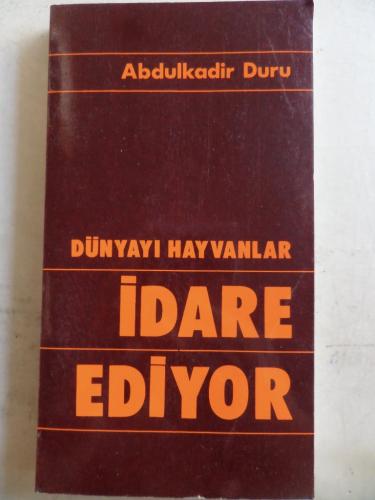 Abdulkadir Duru
DÜNYAYI HAYVANLAR
İDARE
EDİYOR